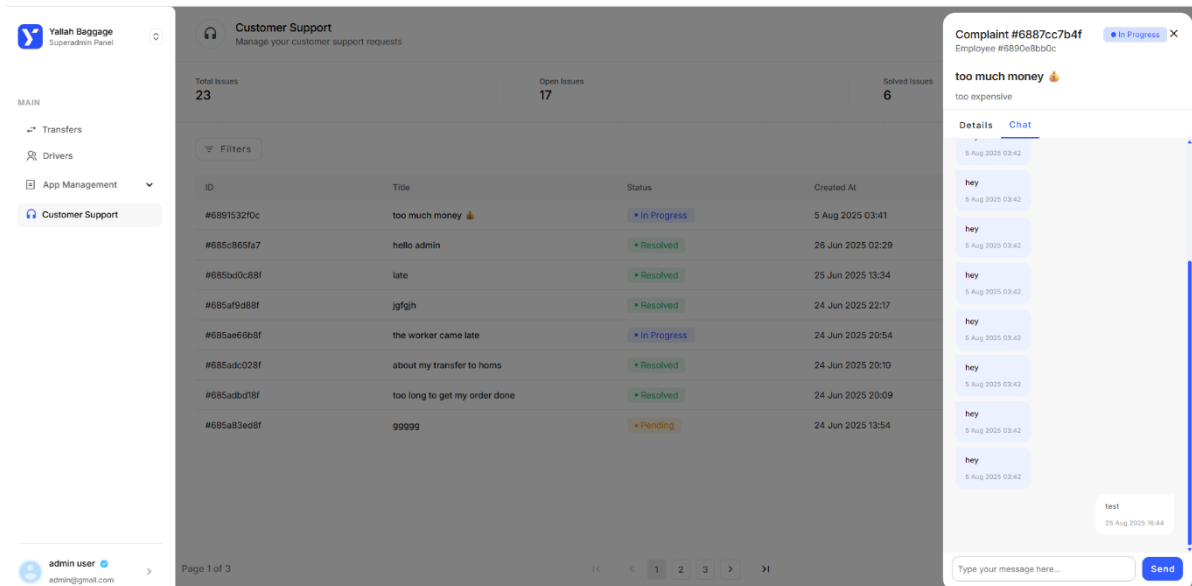 Yallah Baggage
Superadmin Panel
MAIN
Transfers
Drivers
App Management
Customer Support
admin user
admin@gmail.com
Customer Support
Manage your customer support requests
Total Issues
23
Open Issues
17
Solved Issues
6
Filters
ID Title Status Created At
#6891532f0c too much money 💰 In Progress 5 Aug 2025 03:41
#685c865fa7 hello admin Resolved 26 Jun 2025 02:29
#685bd0c88f late Resolved 25 Jun 2025 13:34
#685af9d88f jgfgjh Resolved 24 Jun 2025 22:17
#685ae66b8f the worker came late In Progress 24 Jun 2025 20:54
#685adc028f about my transfer to homs Resolved 24 Jun 2025 20:10
#685adbd18f too long to get my order done Resolved 24 Jun 2025 20:09
#685a83ed8f ggggg Pending 24 Jun 2025 13:54
Page 1 of 3
1 2 3
Complaint #6887cc7b4f In Progress
Employee #6890e8bb0c
too much money 💰
too expensive
Details Chat
5 Aug 2025 03:42
hey
5 Aug 2025 03:42
hey
5 Aug 2025 03:42
hey
5 Aug 2025 03:42
hey
5 Aug 2025 03:42
hey
5 Aug 2025 03:42
hey
5 Aug 2025 03:42
hey
5 Aug 2025 03:42
test
25 Aug 2025 16:44
Type your message here...
Send